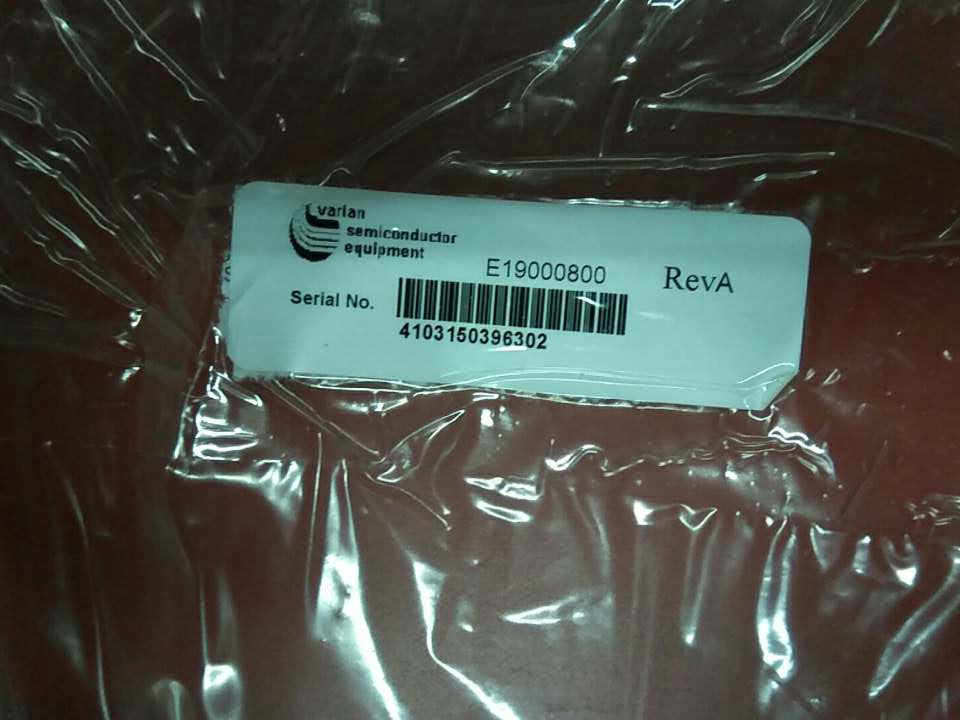 varian
semiconductor
equipment
E19000800 RevA
Serial No.
4103150396302